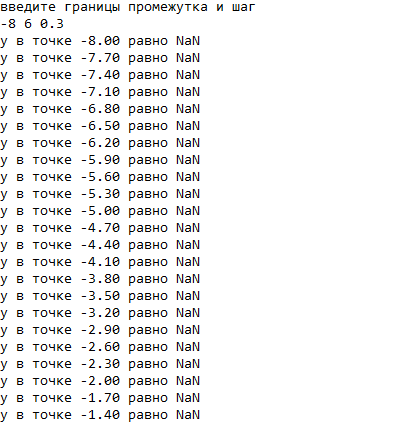 введите границы промежутка и шаг
-8 6 0.3
y в точке -8.00 равно NaN
y в точке -7.70 равно NaN
y в точке -7.40 равно NaN
y в точке -7.10 равно NaN
y в точке -6.80 равно NaN
y в точке -6.50 равно NaN
y в точке -6.20 равно NaN
y в точке -5.90 равно NaN
y в точке -5.60 равно NaN
y в точке -5.30 равно NaN
y в точке -5.00 равно NaN
y в точке -4.70 равно NaN
y в точке -4.40 равно NaN
y в точке -4.10 равно NaN
y в точке -3.80 равно NaN
y в точке -3.50 равно NaN
y в точке -3.20 равно NaN
y в точке -2.90 равно NaN
y в точке -2.60 равно NaN
y в точке -2.30 равно NaN
y в точке -2.00 равно NaN
y в точке -1.70 равно NaN
y в точке -1.40 равно NaN